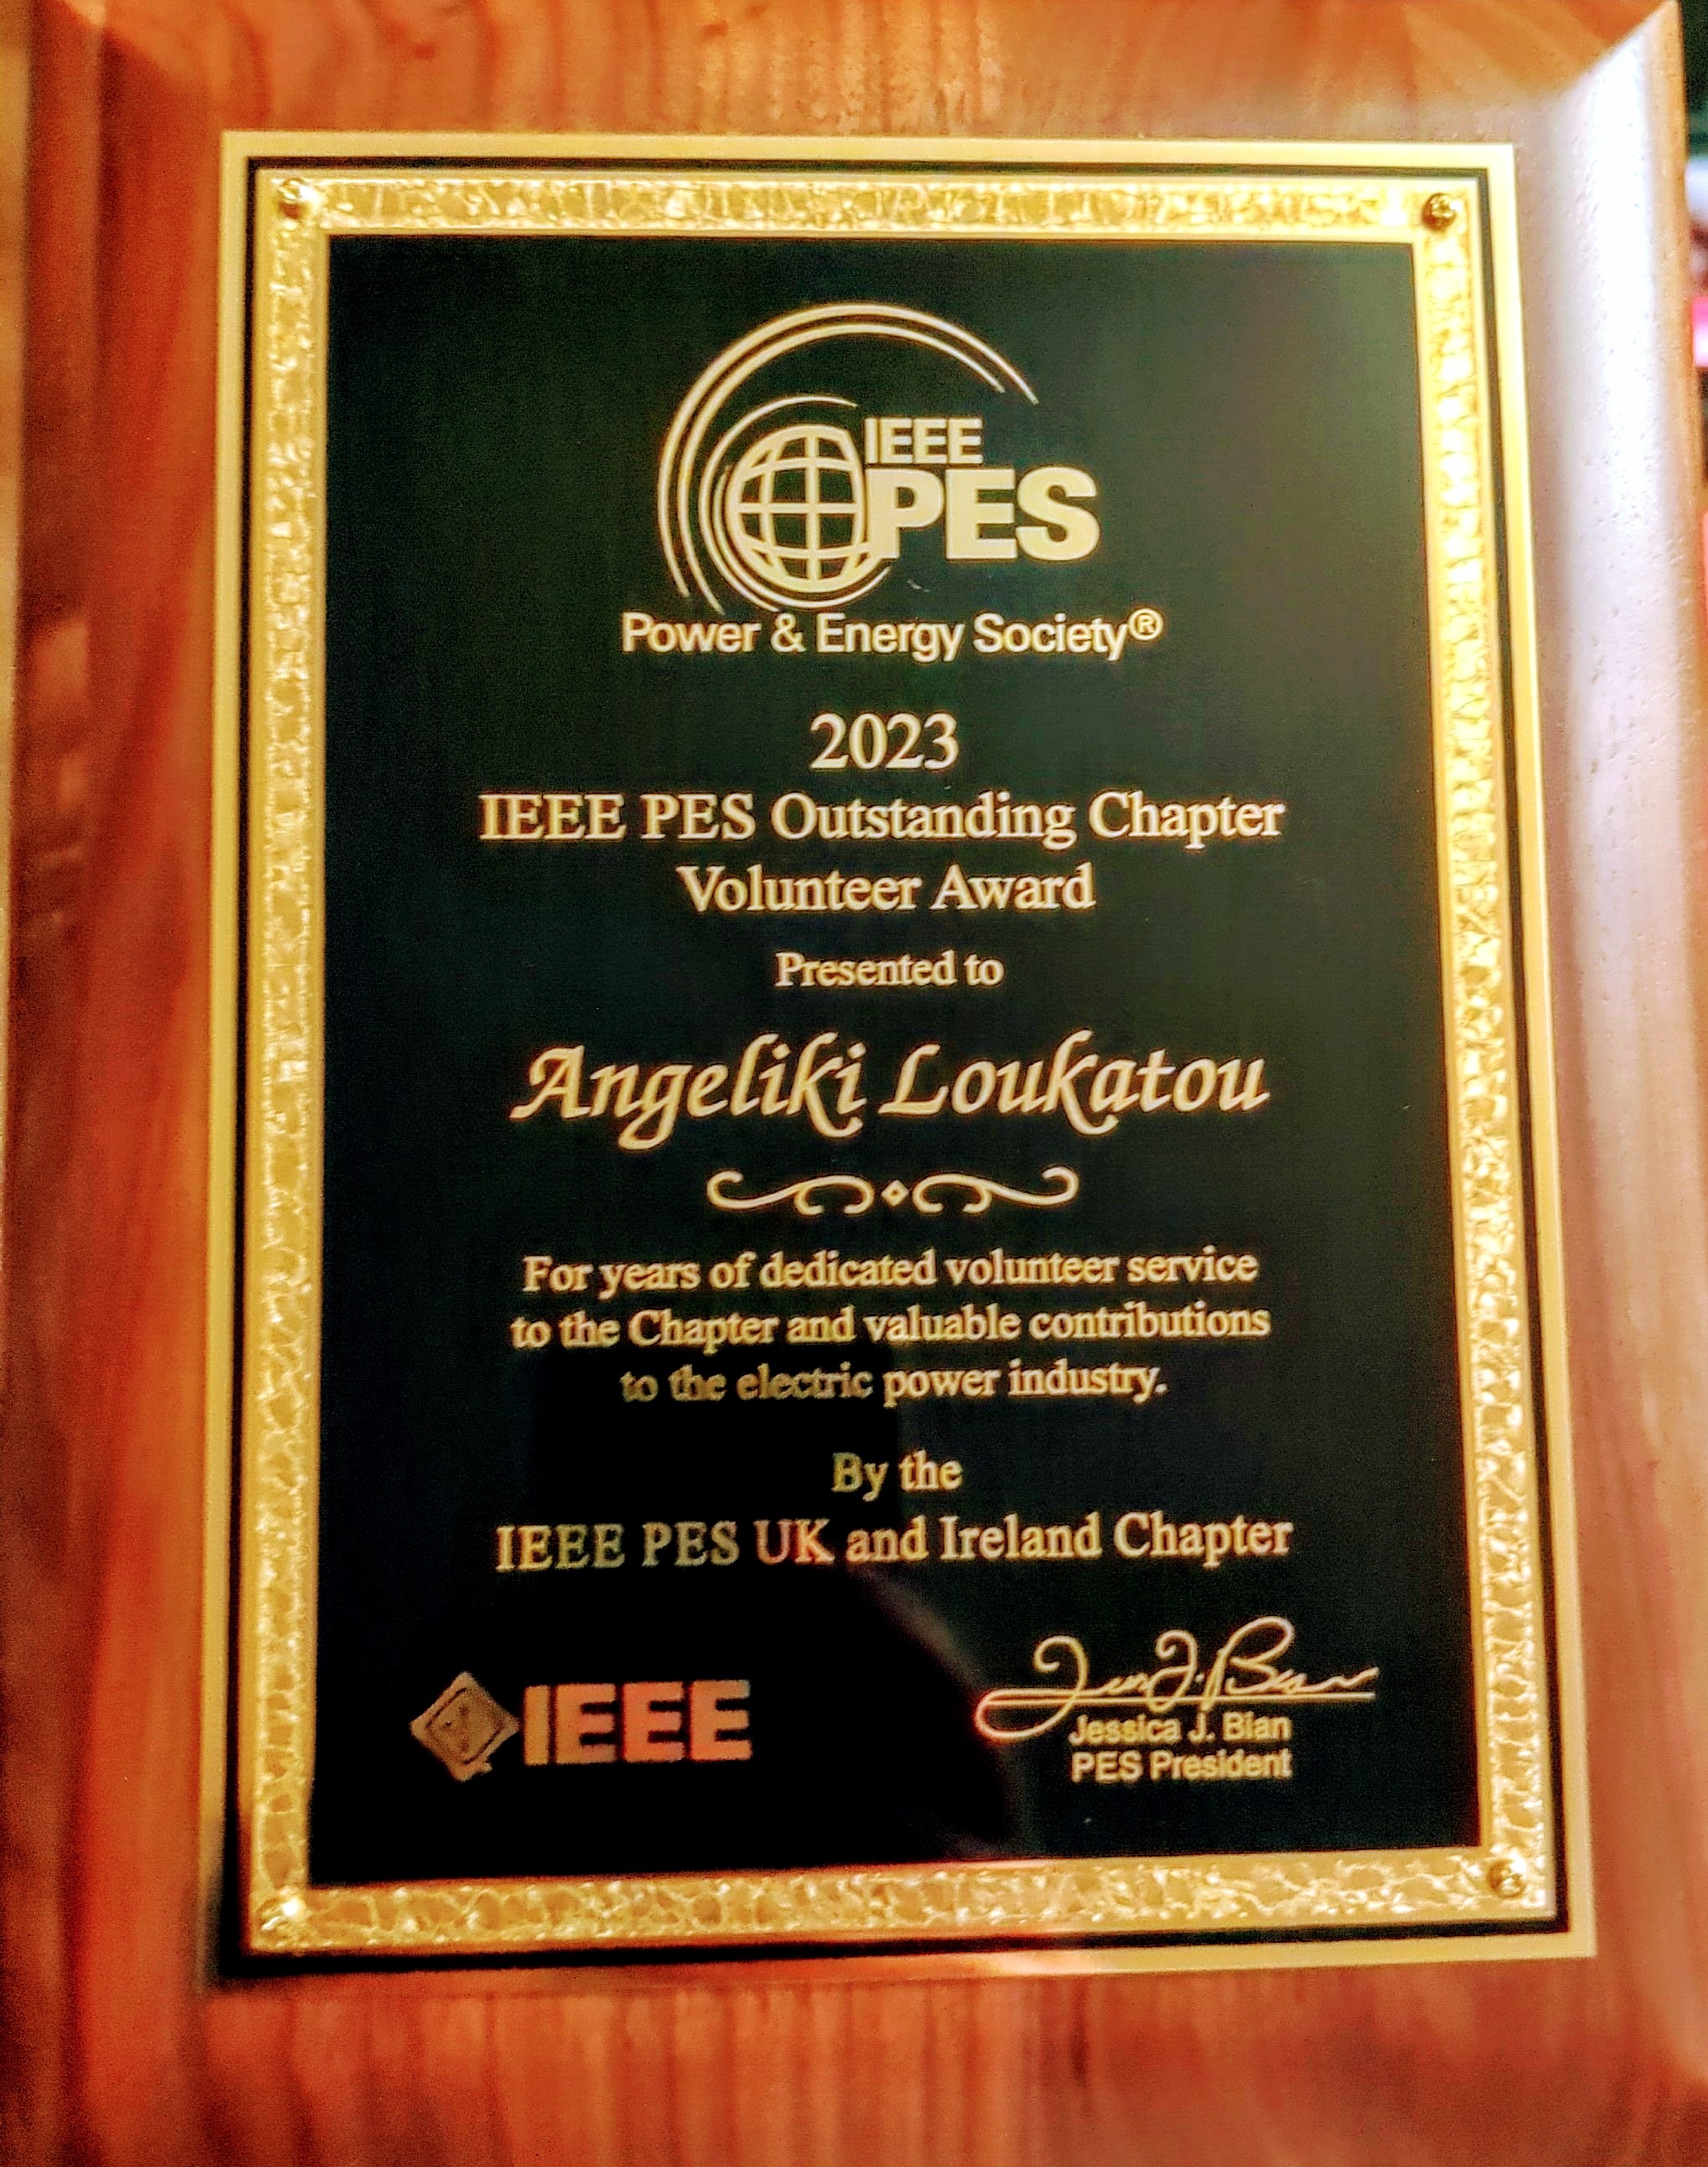 IEEE
PES
Power & Energy Society®
2023
IEEE PES Outstanding Chapter
Volunteer Award
Presented to
Angeliki Loukatou
For years of dedicated volunteer service
to the Chapter and valuable contributions
to the electric power industry.
By the
IEEE PES UK and Ireland Chapter
IEEE
Jessica J. Bian
Jessica J. Bian
PES President